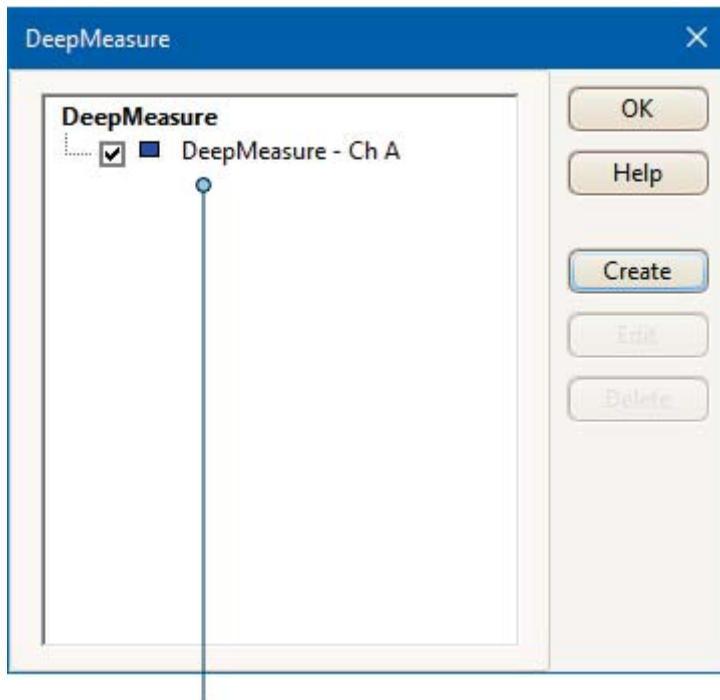 DeepMeasure
DeepMeasure
DeepMeasure - Ch A
OK
Help
Create
Edit
Delete